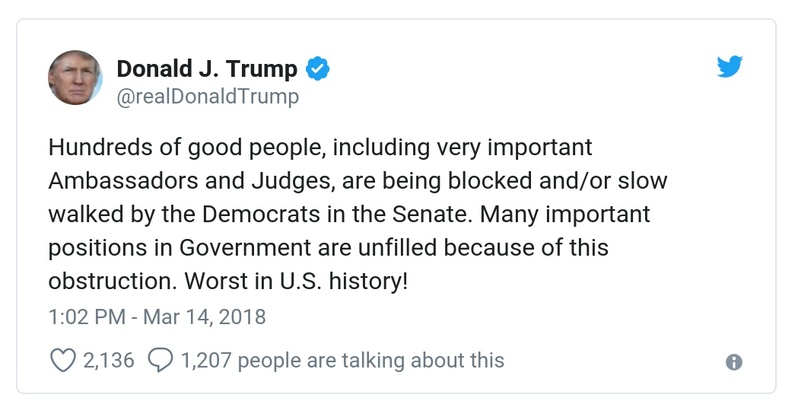 Donald J. Trump
@realDonaldTrump
Hundreds of good people, including very important
Ambassadors and Judges, are being blocked and/or slow
walked by the Democrats in the Senate. Many important
positions in Government are unfilled because of this
obstruction. Worst in U.S. history!
1:02 PM - Mar 14, 2018
2,136 1,207 people are talking about this